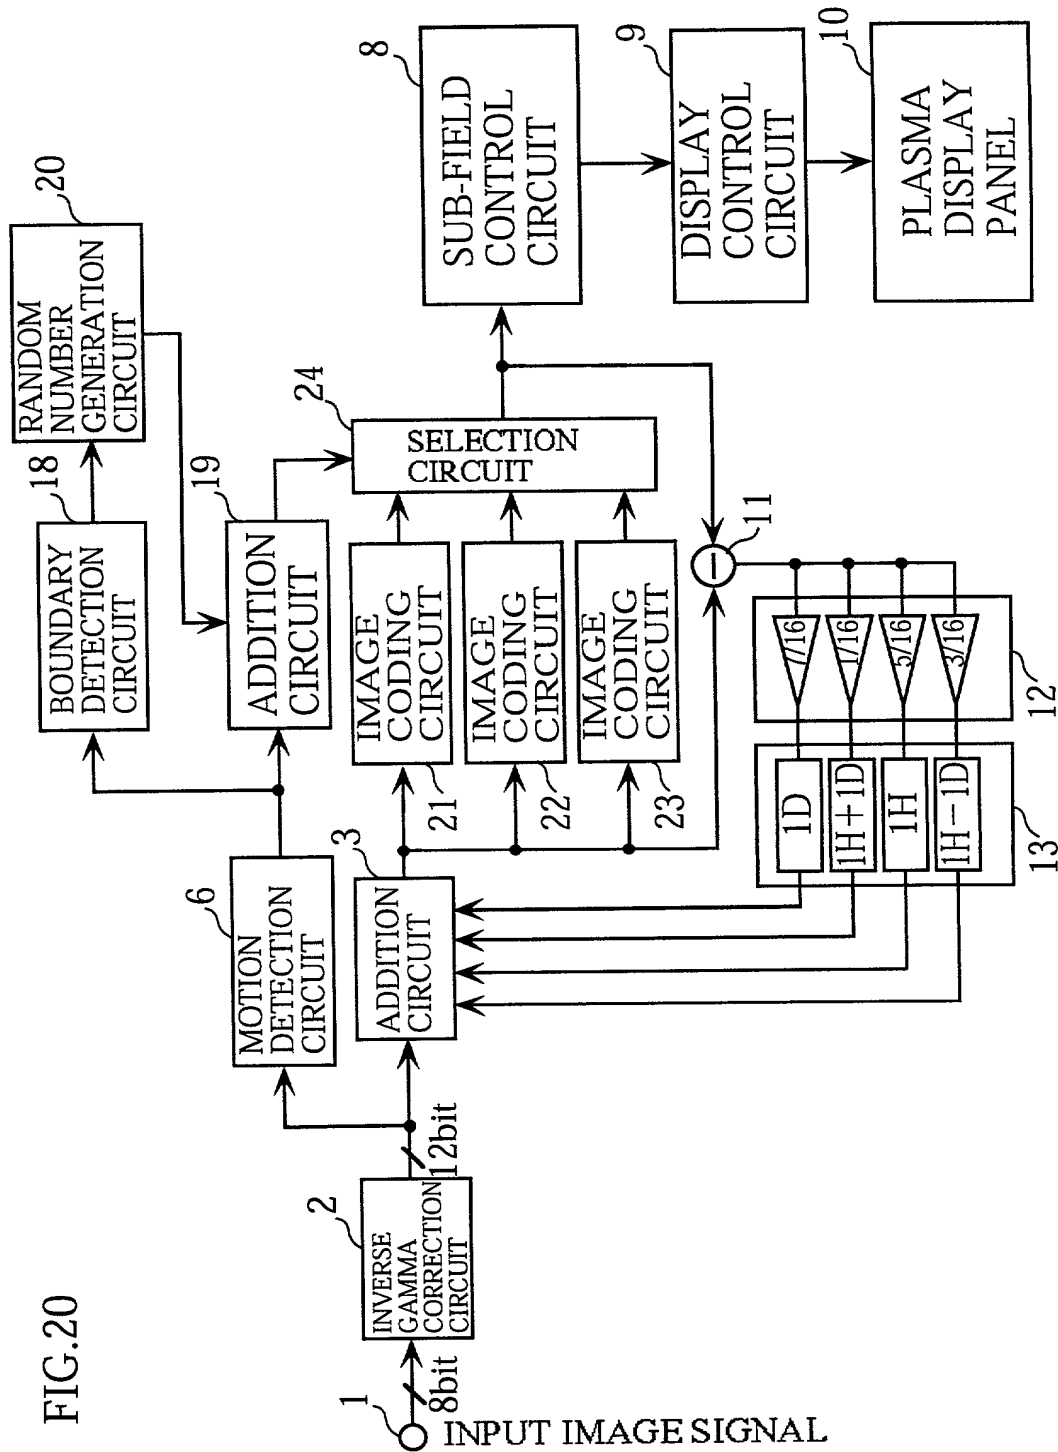 FIG.20
1
INPUT IMAGE SIGNAL
8bit
2
INVERSE
GAMMA
CORRECTION
CIRCUIT
12bit
6
MOTION
DETECTION
CIRCUIT
3
ADDITION
CIRCUIT
18
BOUNDARY
DETECTION
CIRCUIT
20
RANDOM
NUMBER
GENERATION
CIRCUIT
19
ADDITION
CIRCUIT
21
IMAGE
CODING
CIRCUIT
22
IMAGE
CODING
CIRCUIT
23
IMAGE
CODING
CIRCUIT
24
SELECTION
CIRCUIT
8
SUB-FIELD
CONTROL
CIRCUIT
9
DISPLAY
CONTROL
CIRCUIT
10
PLASMA
DISPLAY
PANEL
11
12
7/16
1/16
5/16
3/16
13
1D
1H+1D
1H
1H-1D